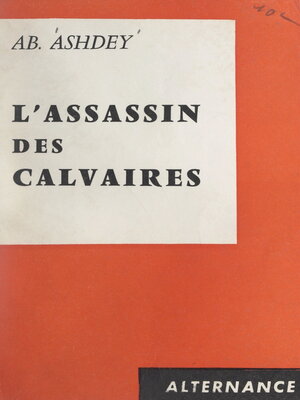 AB. 'ASHDEY'
L'ASSASSIN
DES
CALVAIRES
ALTERNANCE